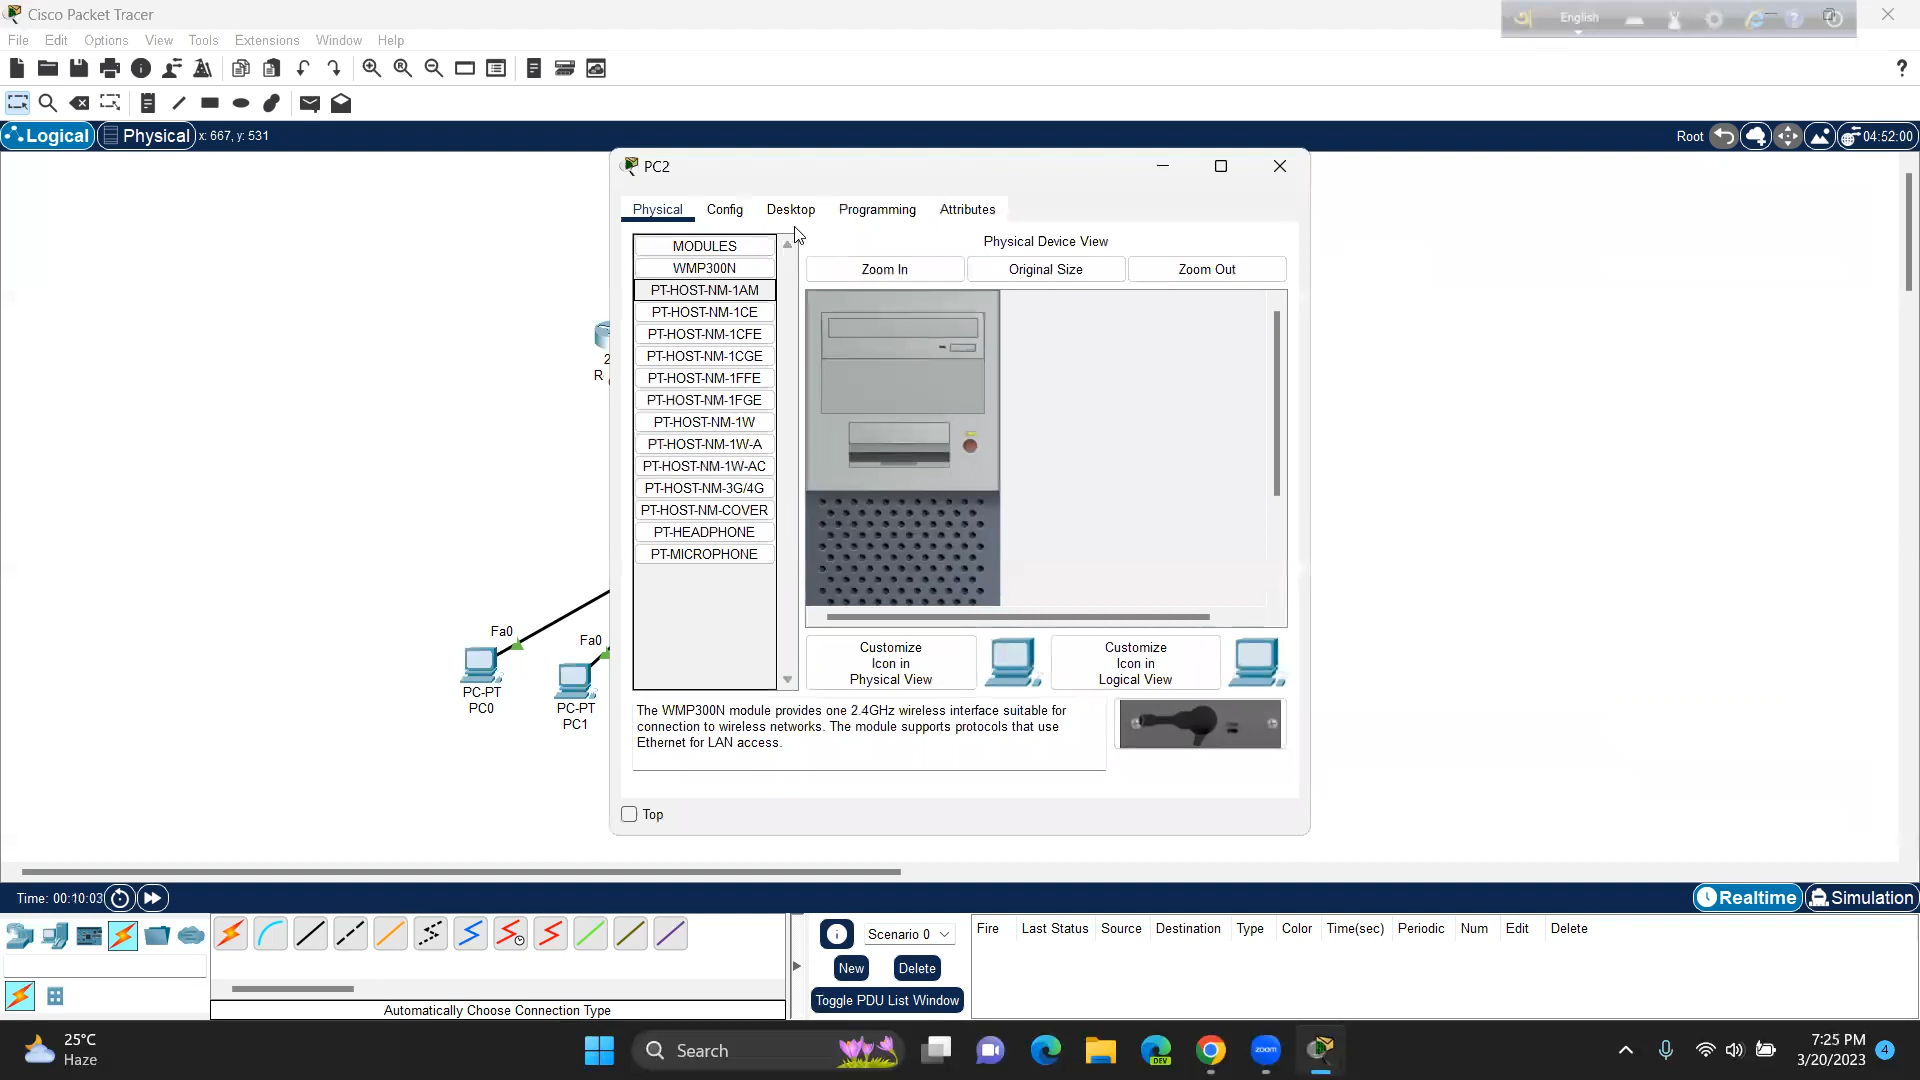 Cisco Packet Tracer
English
File Edit Options View Tools Extensions Window Help
Logical Physical x: 667, y: 531
Root 04:52:00
PC2
Physical Config Desktop Programming Attributes
MODULES
WMP300N
PT-HOST-NM-1AM
PT-HOST-NM-1CE
PT-HOST-NM-1CFE
PT-HOST-NM-1CGE
PT-HOST-NM-1FFE
PT-HOST-NM-1FGE
PT-HOST-NM-1W
PT-HOST-NM-1W-A
PT-HOST-NM-1W-AC
PT-HOST-NM-3G/4G
PT-HOST-NM-COVER
PT-HEADPHONE
PT-MICROPHONE
Physical Device View
Zoom In Original Size Zoom Out
Customize
Icon in
Physical View
Customize
Icon in
Logical View
The WMP300N module provides one 2.4GHz wireless interface suitable for
connection to wireless networks. The module supports protocols that use
Ethernet for LAN access.
Top
2
R
Fa0
PC-PT
PC0
Fa0
PC-PT
PC1
Time: 00:10:03
Realtime Simulation
Automatically Choose Connection Type
Scenario 0
New Delete
Toggle PDU List Window
Fire Last Status Source Destination Type Color Time(sec) Periodic Num Edit Delete
25°C
Haze
Search
DEV
zoom
7:25 PM
3/20/2023
4